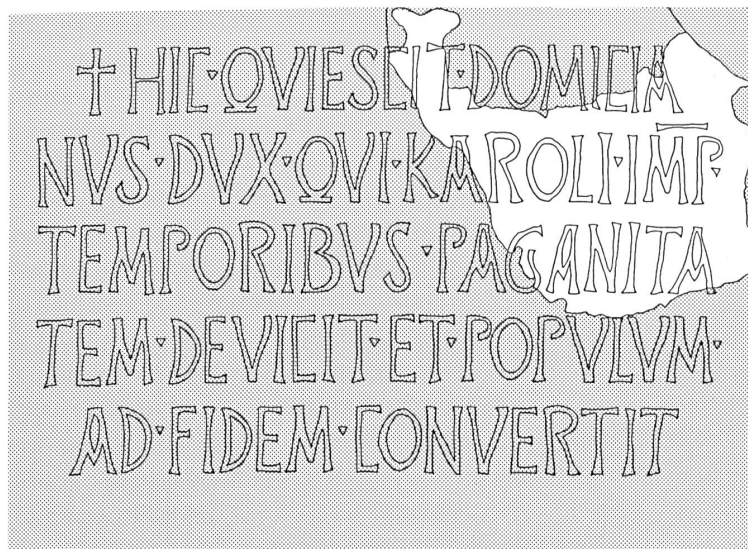 ✝ HIC · QVIESCIT · DOMICIA
NVS · DVX · QVI · KAROLI · IMP ·
TEMPORIBVS · PAGANITA
TEM · DEVICIT · ET · POPVLVM ·
AD · FIDEM · CONVERTIT